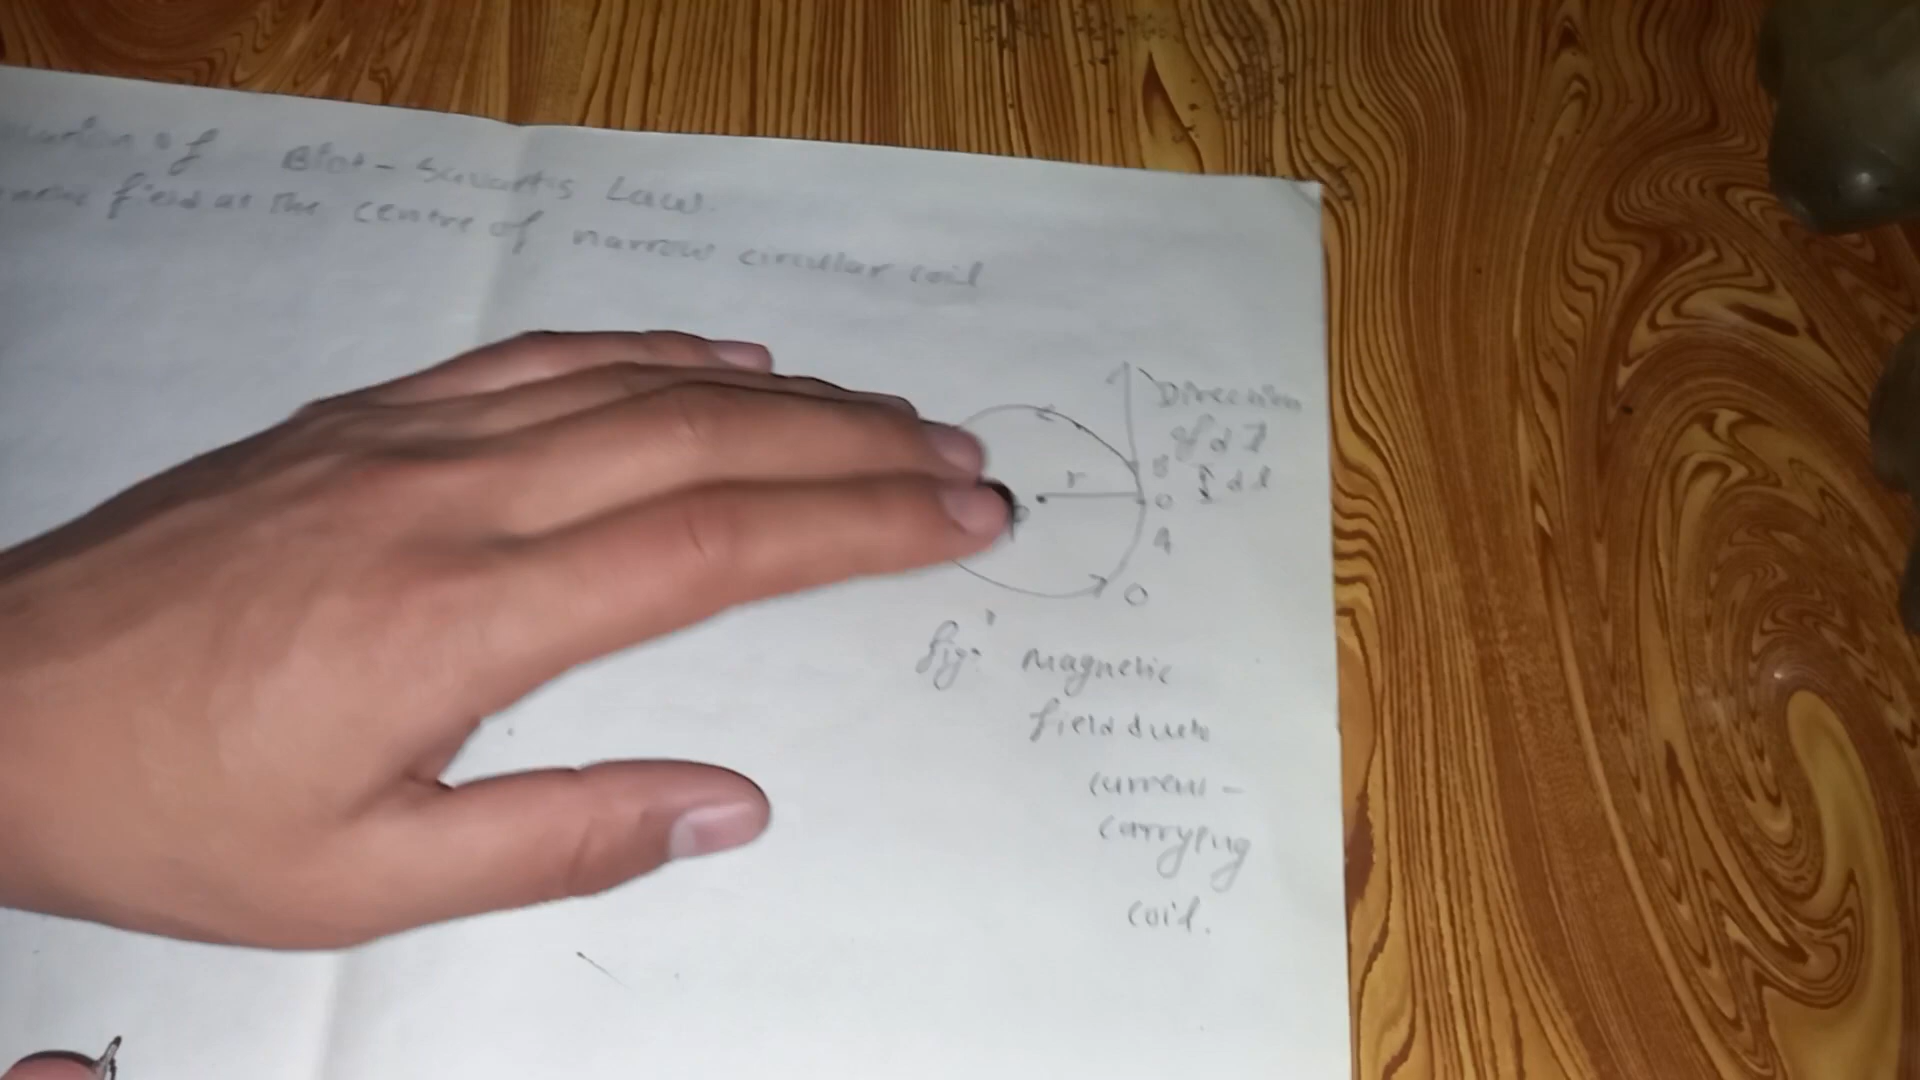 of Biot-Savart's Law.
field at the centre of narrow circular coil
Direction
of dl
B
dl
r
O
P
A
O
fig: Magnetic
field due to
current-
carrying
coil.